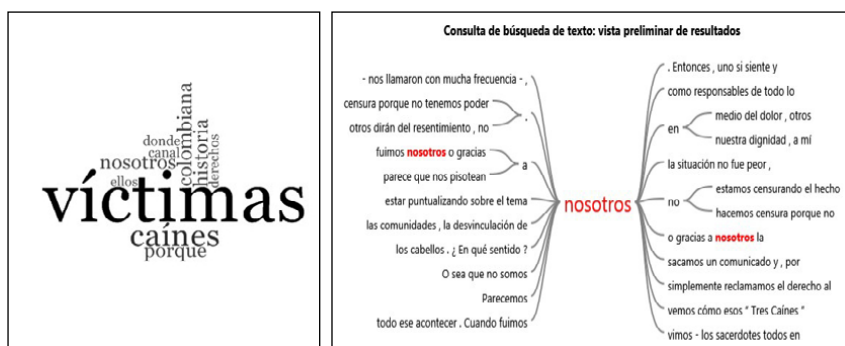 colombiana
historia
derechos
donde
canal
nosotros
ellos
víctimas
caínes
porque
Consulta de búsqueda de texto: vista preliminar de resultados
- nos llamaron con mucha frecuencia - ,
censura porque no tenemos poder
otros dirán del resentimiento , no
.
fuimos nosotros o gracias
parece que nos pisotean
a
estar puntualizando sobre el tema
las comunidades , la desvinculación de
los cabellos . ¿ En qué sentido ?
O sea que no somos
Parecemos
todo ese acontecer . Cuando fuimos
nosotros
. Entonces , uno si siente y
como responsables de todo lo
en
medio del dolor , otros
nuestra dignidad , a mí
la situación no fue peor ,
no
estamos censurando el hecho
hacemos censura porque no
o gracias a nosotros la
sacamos un comunicado y , por
simplemente reclamamos el derecho al
vemos cómo esos " Tres Caínes "
vimos - los sacerdotes todos en